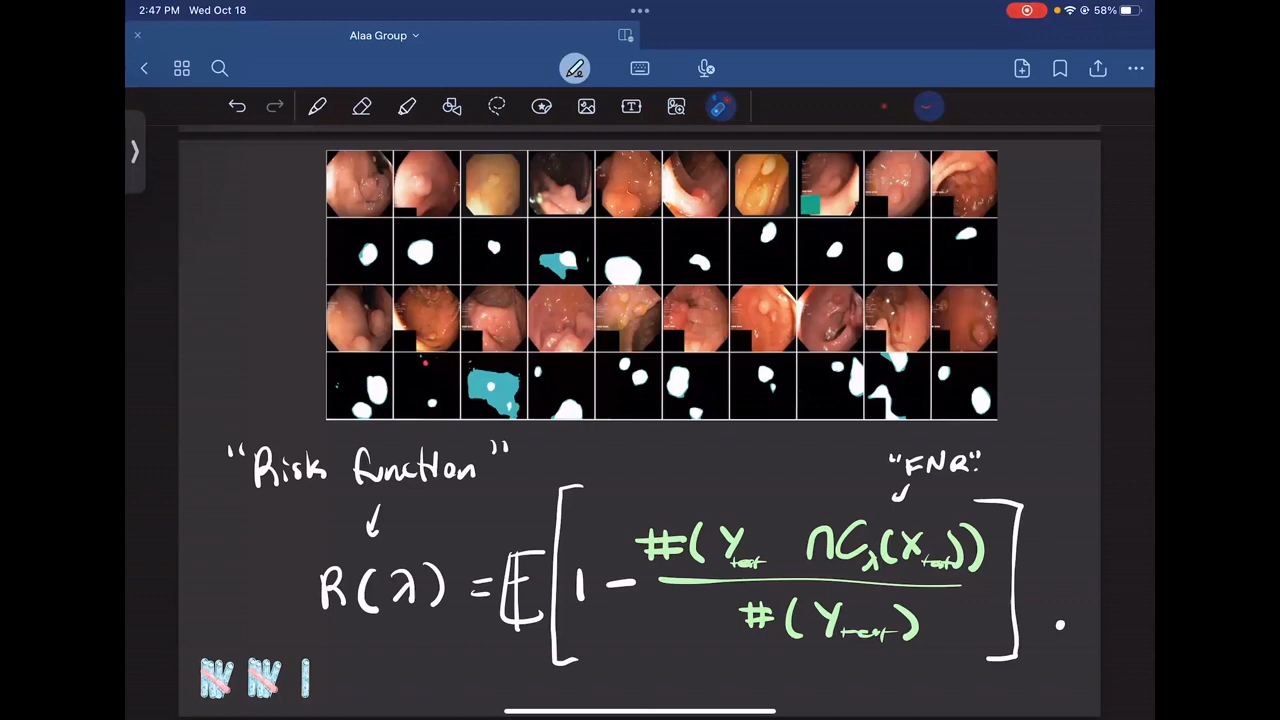 2:47 PM Wed Oct 18
58%
Alaa Group
"Risk function"
"FNR"
R(λ) = 𝔼[1 - #(Y_test ∩ C_λ(X_test)) / #(Y_test)].